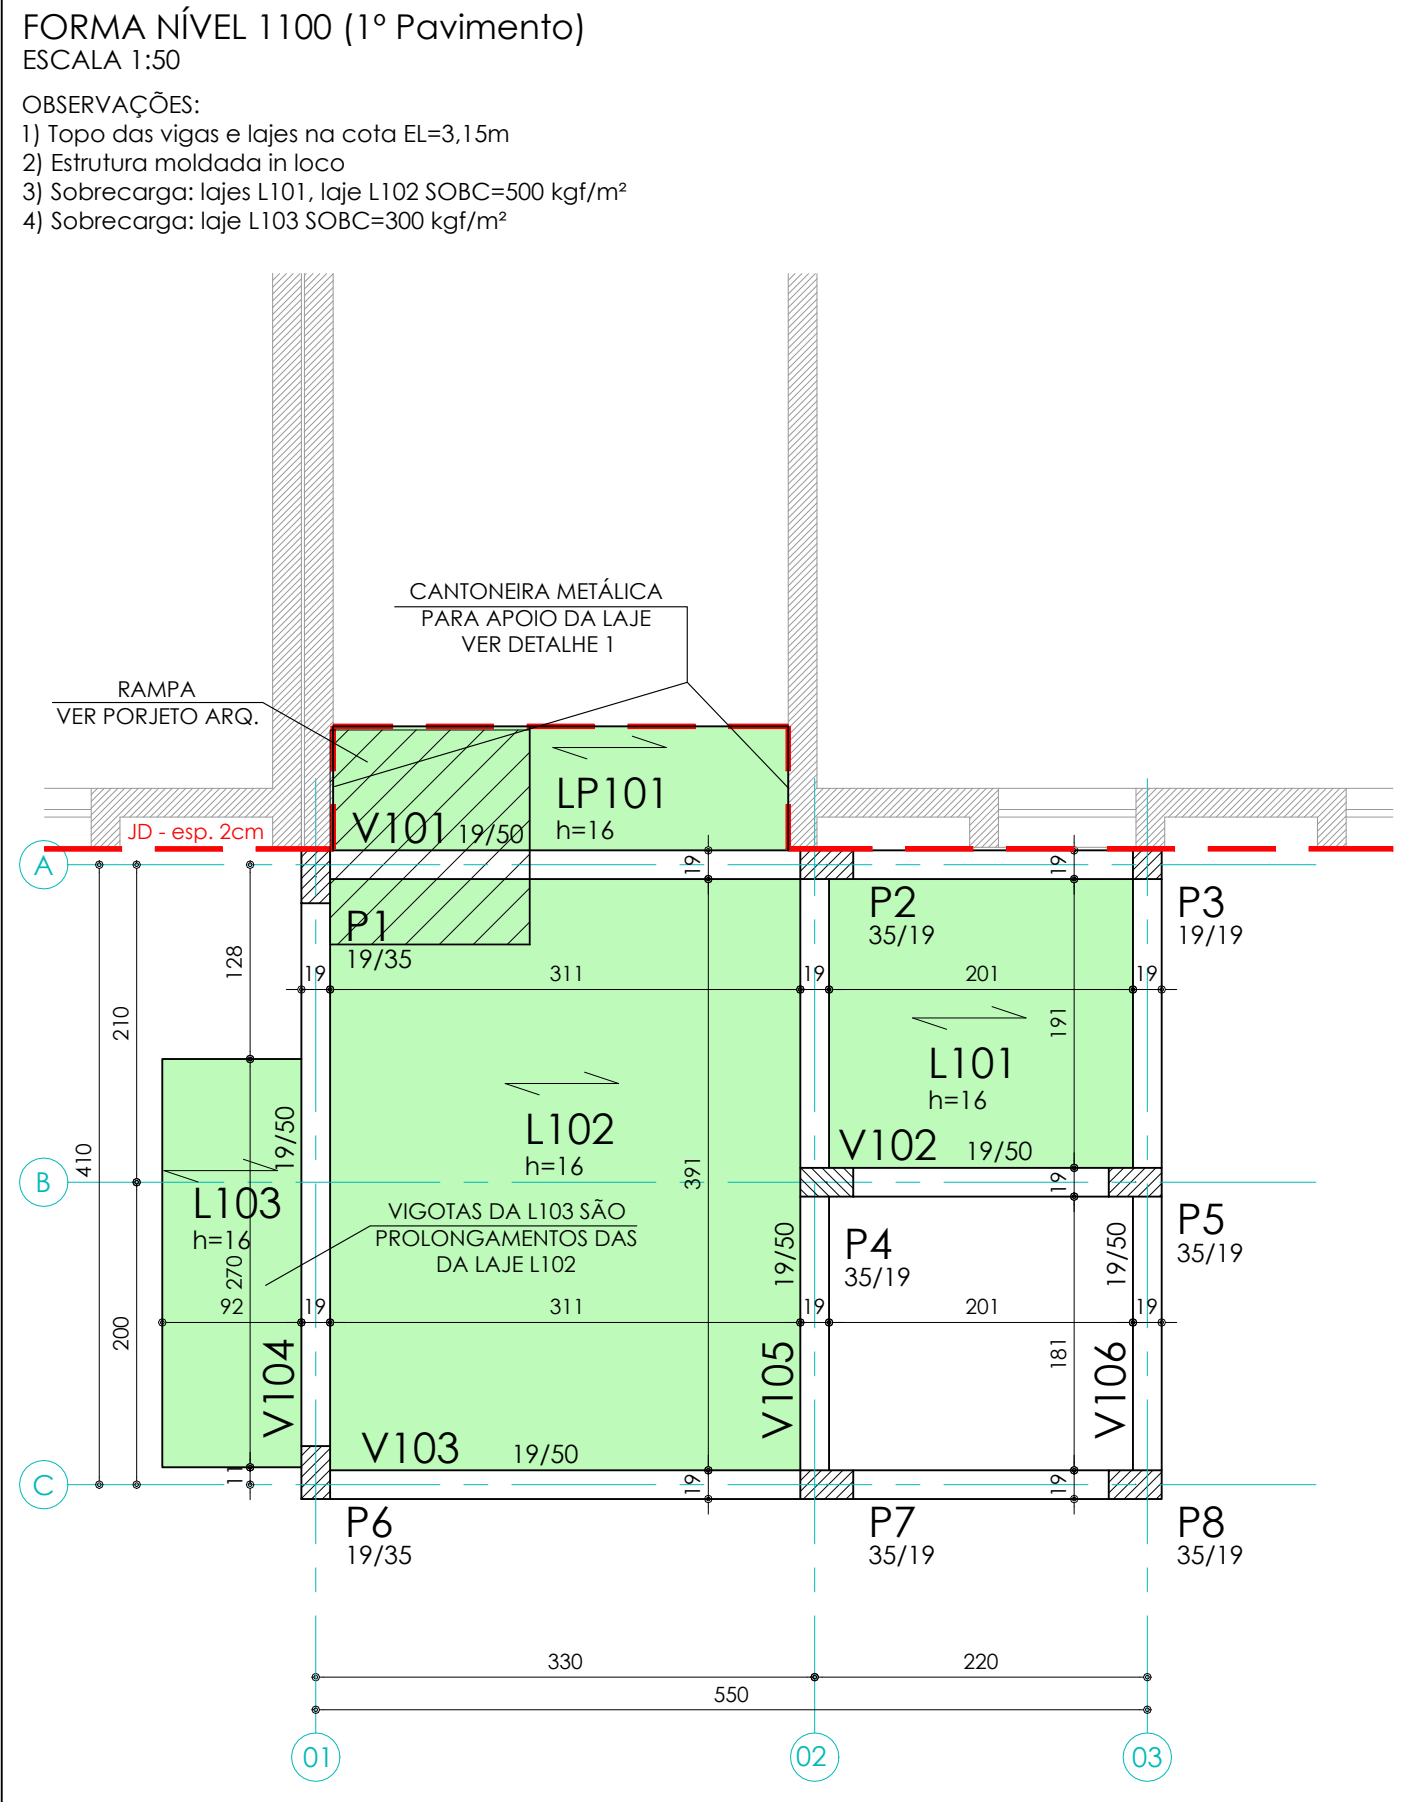 FORMA NÍVEL 1100 (1º Pavimento)
ESCALA 1:50
OBSERVAÇÕES:
1) Topo das vigas e lajes na cota EL=3,15m
2) Estrutura moldada in loco
3) Sobrecarga: lajes L101, laje L102 SOBC=500 kgf/m²
4) Sobrecarga: laje L103 SOBC=300 kgf/m²
CANTONEIRA METÁLICA
PARA APOIO DA LAJE
VER DETALHE 1
RAMPA
VER PORJETO ARQ.
LP101
h=16
V101 19/50
JD - esp. 2cm
A
19
19
P1
19/35
P2
35/19
P3
19/19
128
19
311
19
201
19
210
191
L101
h=16
L102
h=16
V102 19/50
19/50
410
391
B
19
L103
h=16
VIGOTAS DA L103 SÃO
PROLONGAMENTOS DAS
DA LAJE L102
P4
35/19
P5
35/19
19/50
19/50
270
92
19
311
19
201
19
200
181
V104
V105
V106
V103 19/50
C
11
19
19
P6
19/35
P7
35/19
P8
35/19
330
220
550
01
02
03